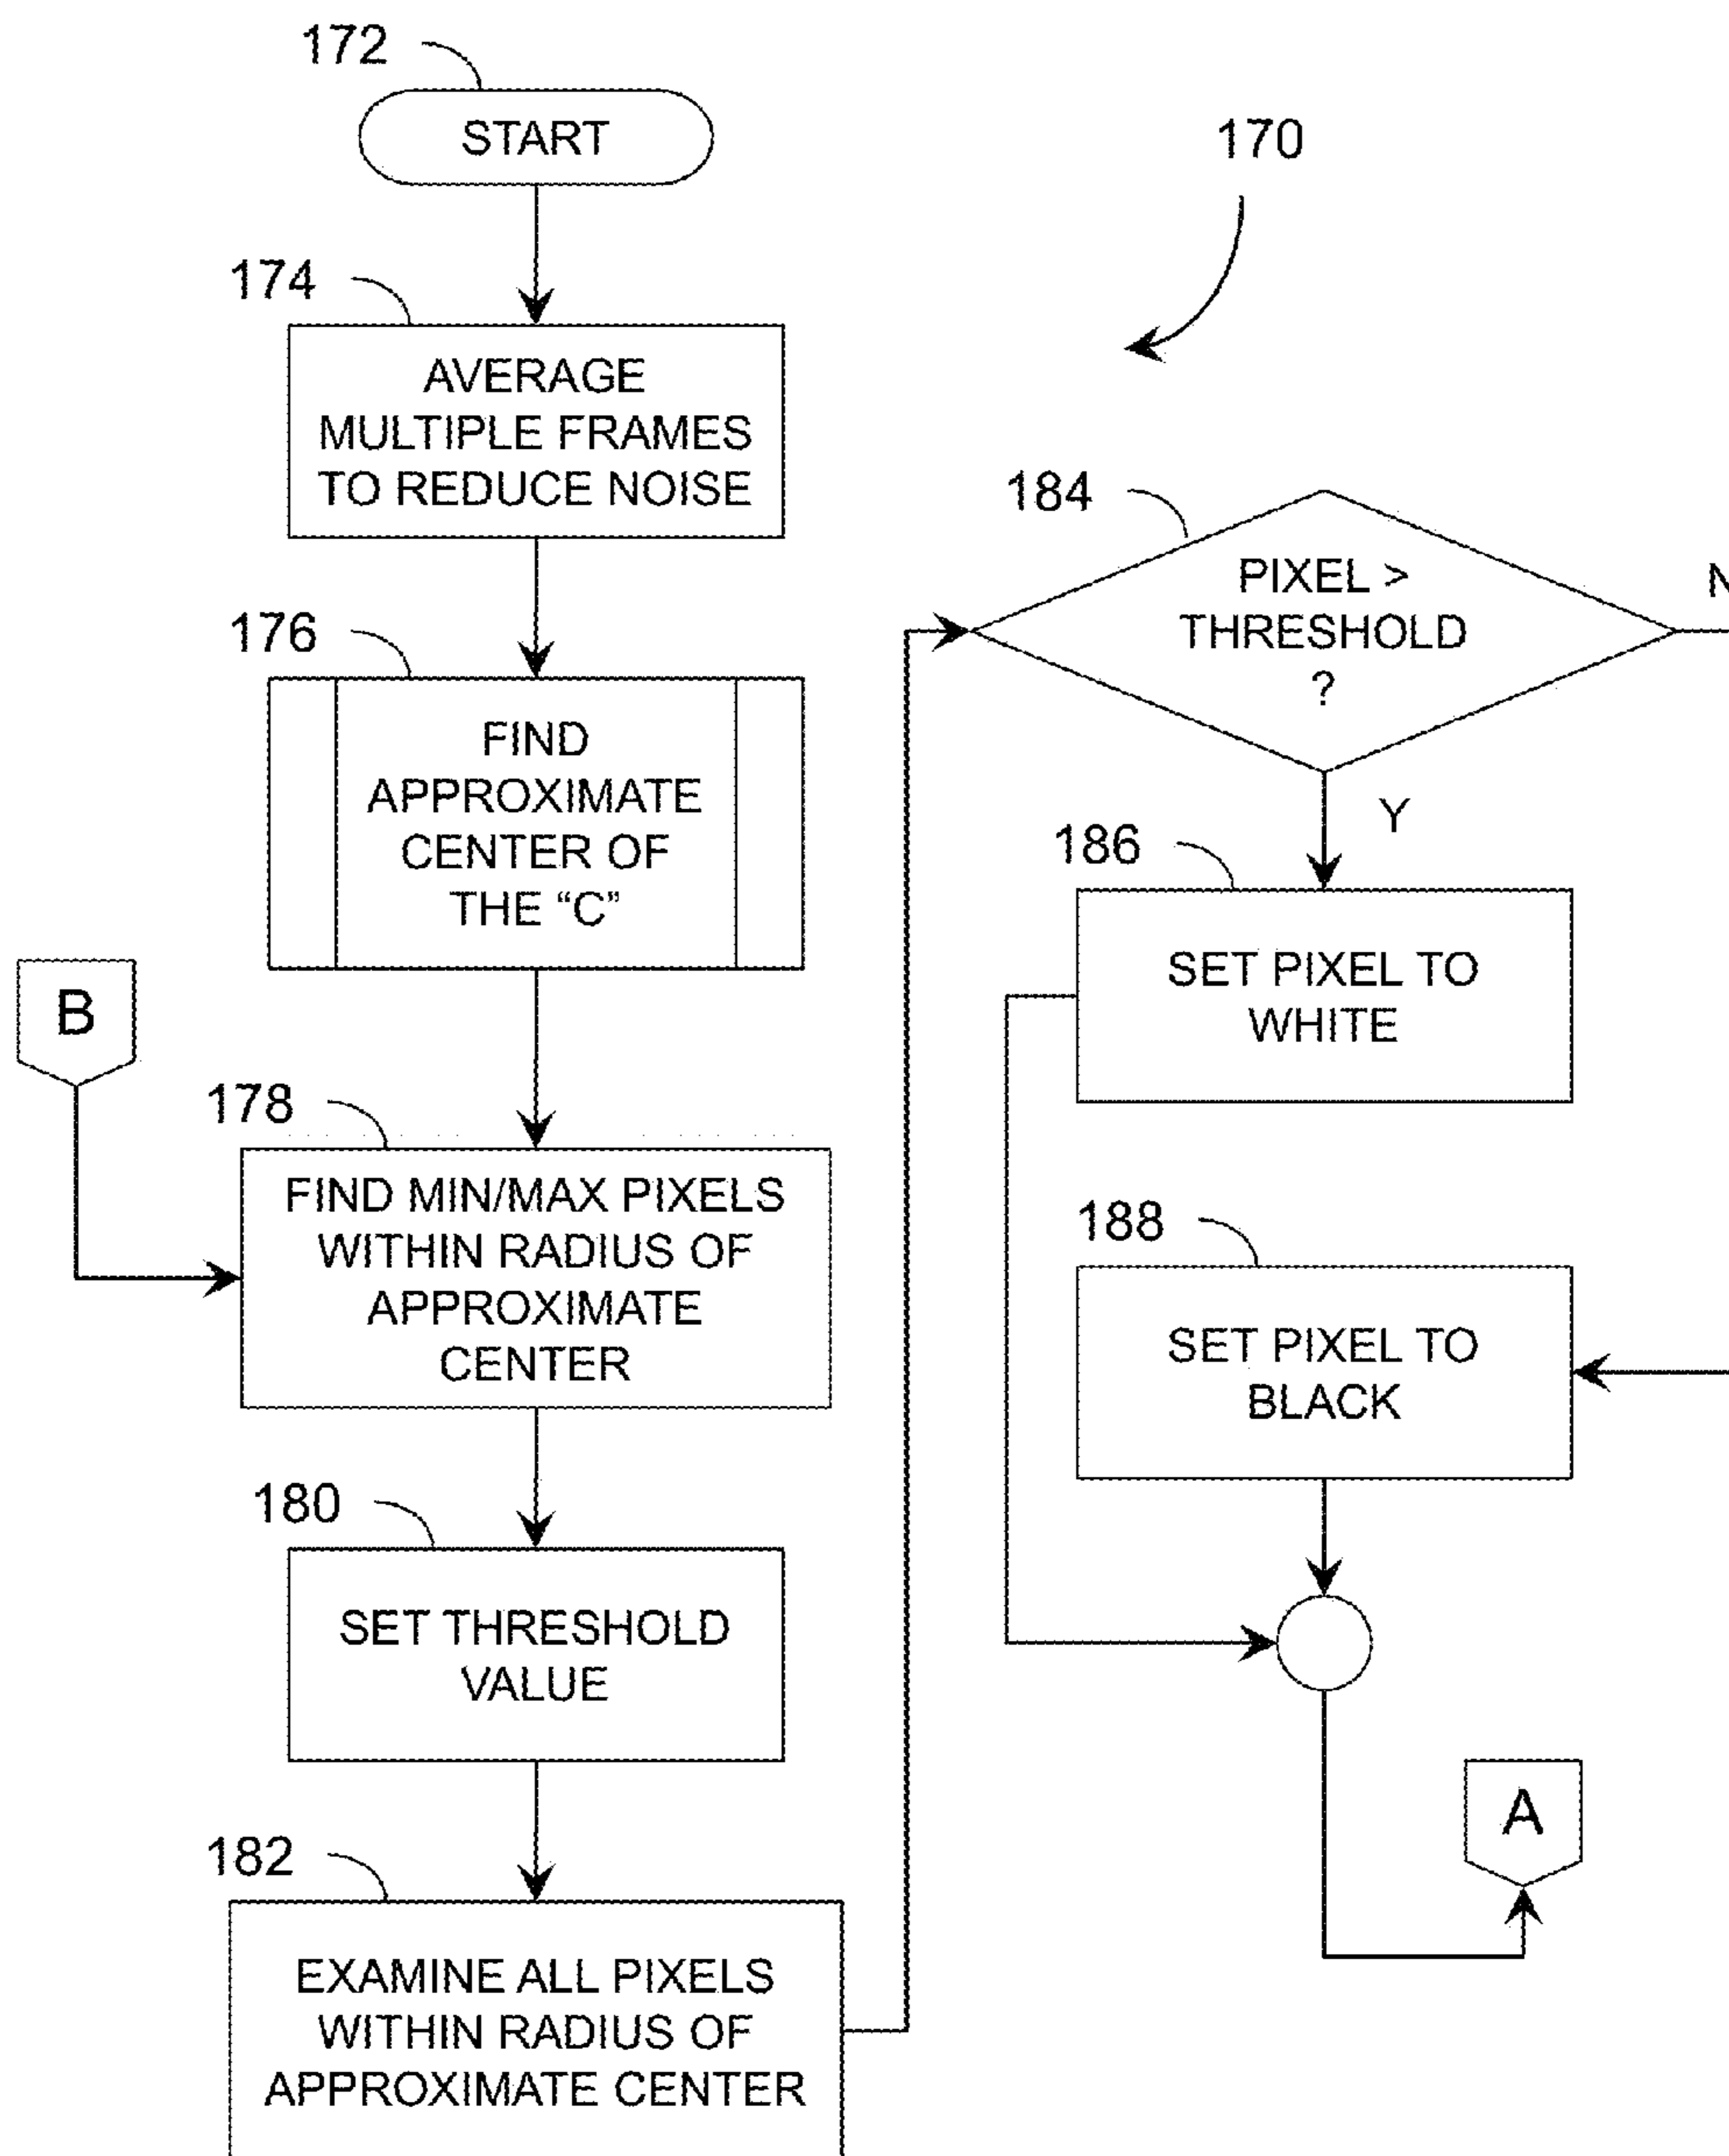 172
START
174
AVERAGE
MULTIPLE FRAMES
TO REDUCE NOISE
176
FIND
APPROXIMATE
CENTER OF
THE “C”
B
178
FIND MIN/MAX PIXELS
WITHIN RADIUS OF
APPROXIMATE
CENTER
180
SET THRESHOLD
VALUE
182
EXAMINE ALL PIXELS
WITHIN RADIUS OF
APPROXIMATE CENTER
170
184
PIXEL >
THRESHOLD
?
N
Y
186
SET PIXEL TO
WHITE
188
SET PIXEL TO
BLACK
A